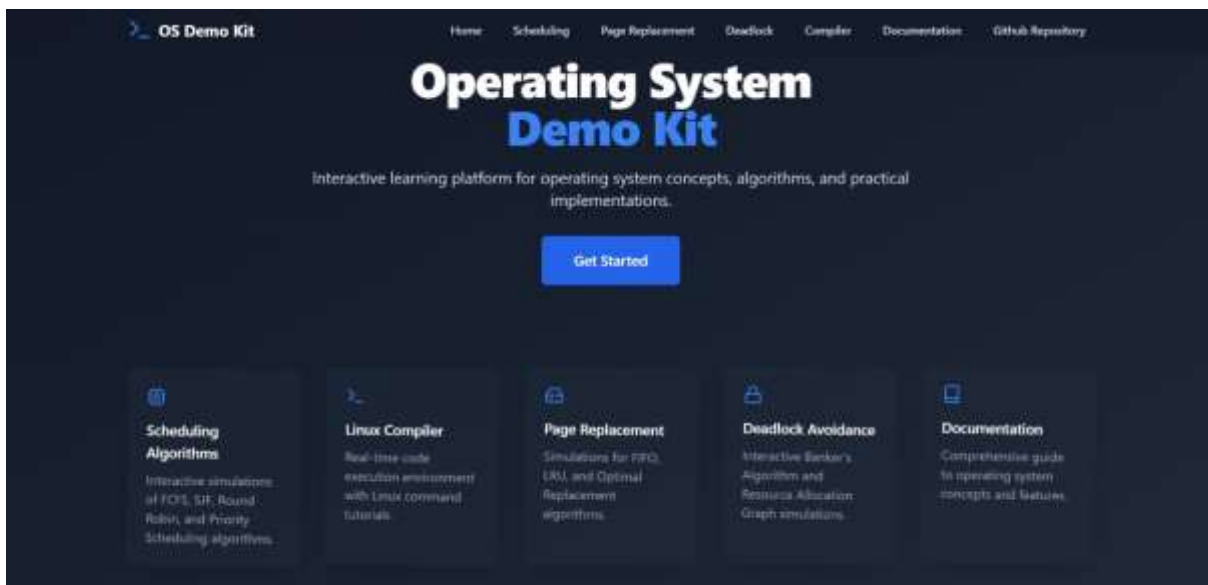 OS Demo Kit
Home Scheduling Page Replacement Deadlock Compiler Documentation Github Repository
Operating System
Demo Kit
Interactive learning platform for operating system concepts, algorithms, and practical
implementations.
Get Started
Scheduling
Algorithms
Interactive simulations
of FCFS, SJF, Round
Robin, and Priority
Scheduling algorithms.
Linux Compiler
Real-time code
execution environment
with Linux command
tutorials.
Page Replacement
Simulations for FIFO,
LRU, and Optimal
Replacement
algorithms.
Deadlock Avoidance
Interactive Banker's
Algorithm and
Resource Allocation
Graph simulations.
Documentation
Comprehensive guide
to operating system
concepts and features.